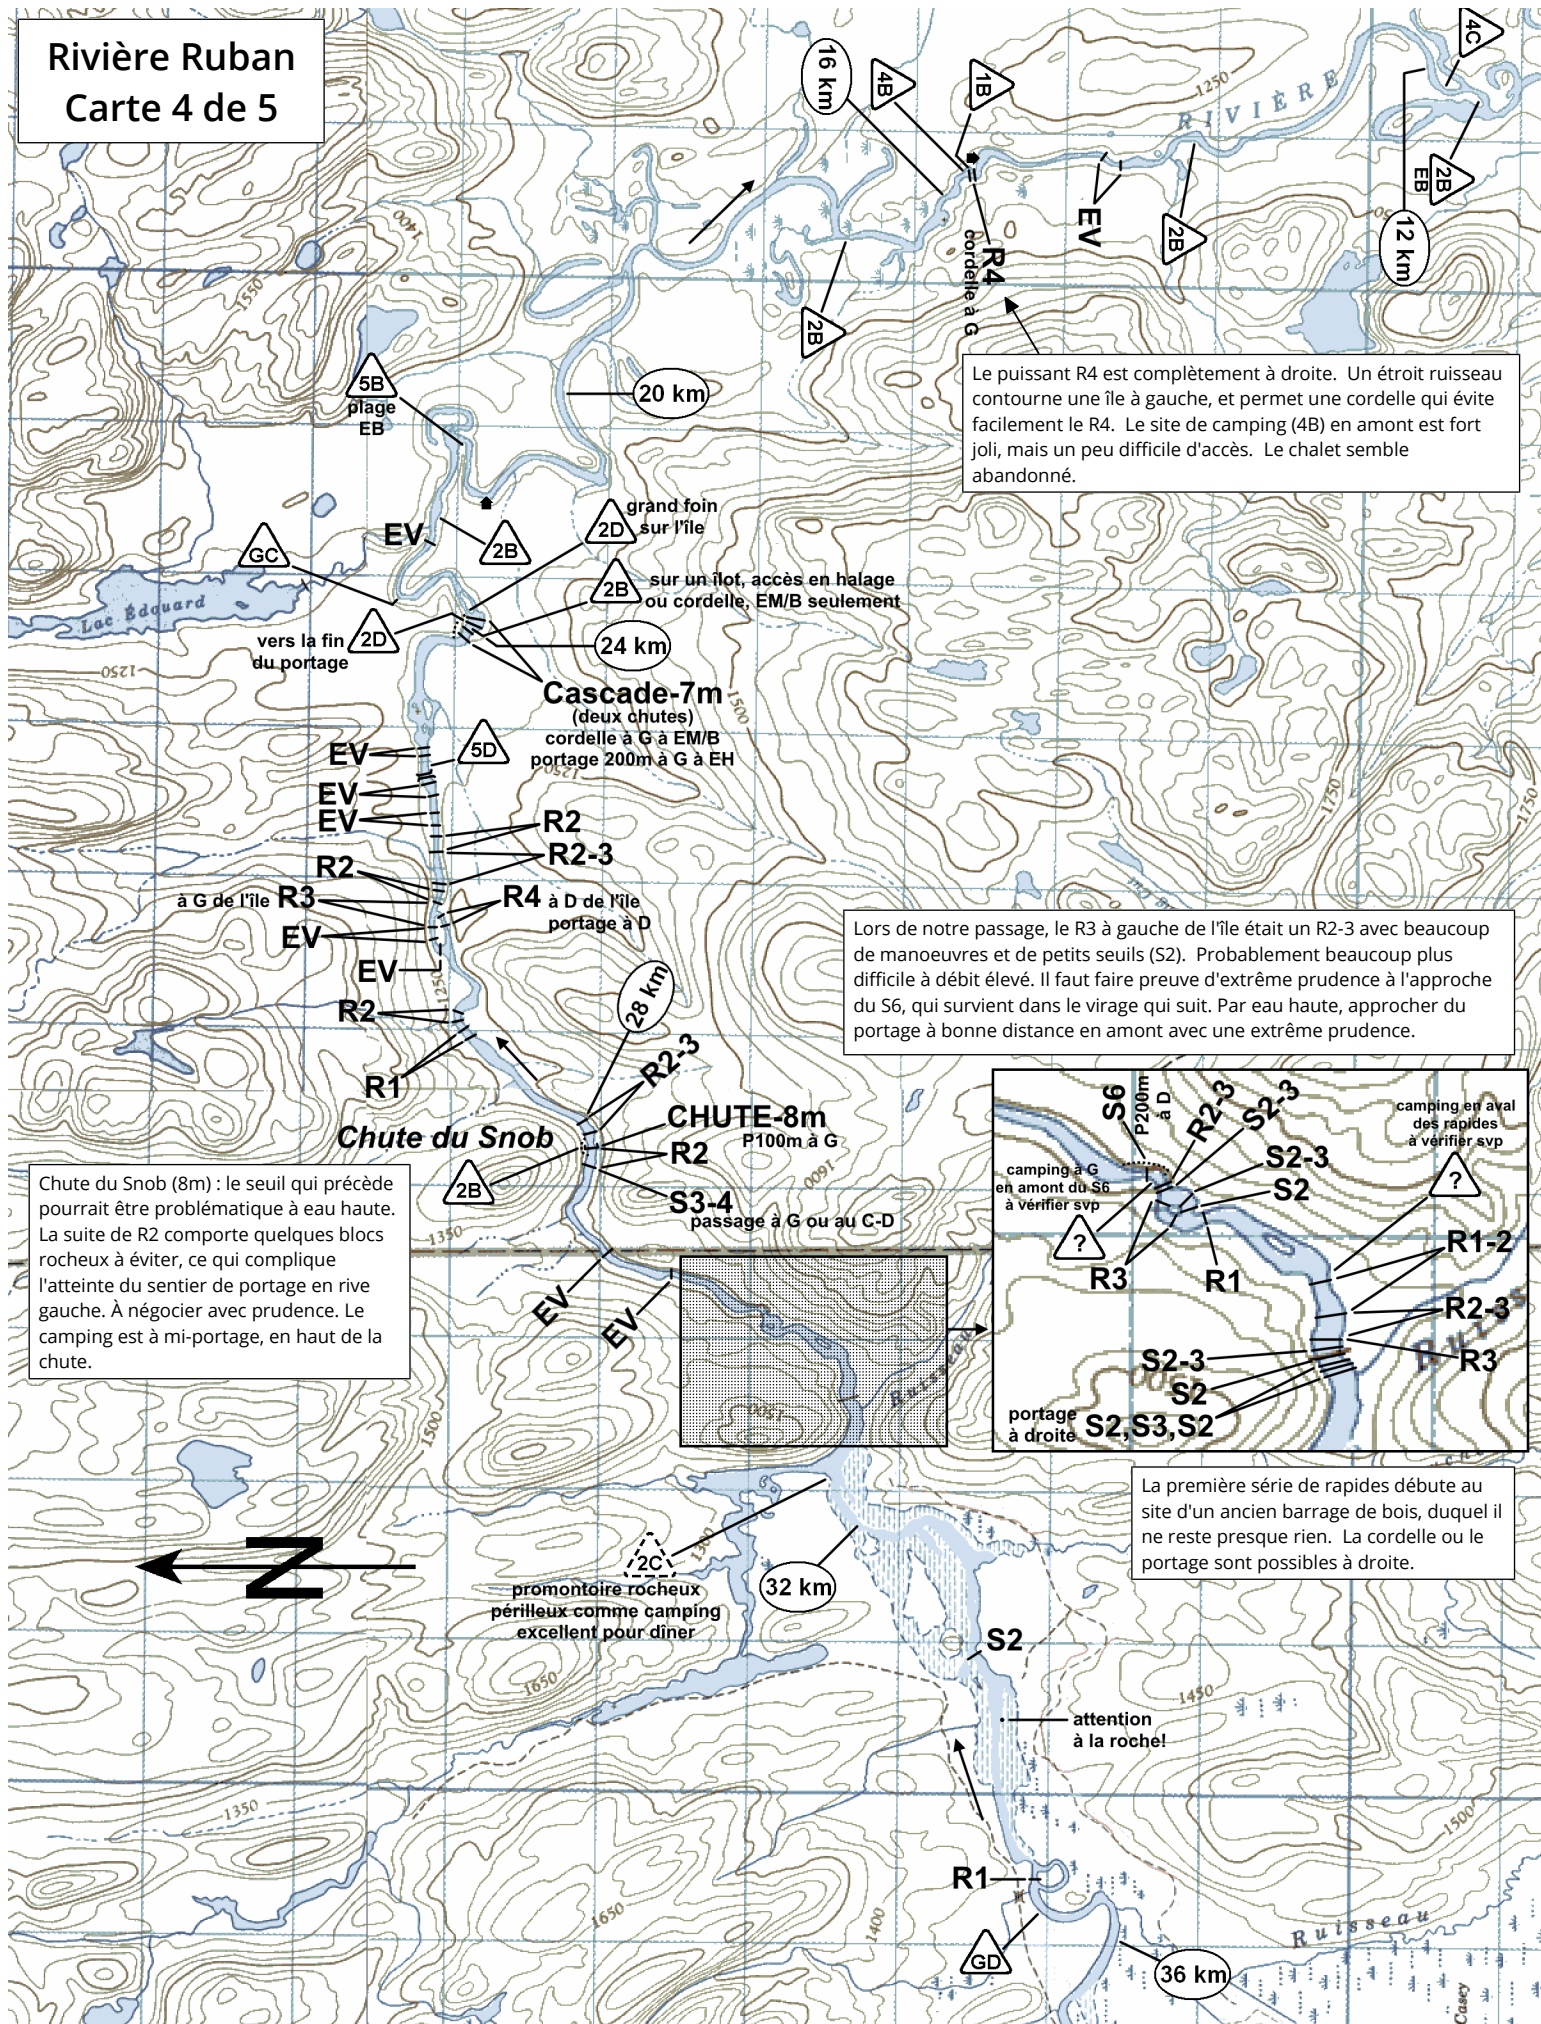 Rivière Ruban
Carte 4 de 5
16 km
4B
1B
4C
1250
RIVIÈRE
2B
EB
12 km
EV
2B
R4
cordelle à G
2B
1400
1550
5B
plage
EB
20 km
Le puissant R4 est complètement à droite. Un étroit ruisseau
contourne une île à gauche, et permet une cordelle qui évite
facilement le R4. Le site de camping (4B) en amont est fort
joli, mais un peu difficile d'accès. Le chalet semble
abandonné.
GC
EV
2B
2D
grand foin
sur l'île
2B
sur un îlot, accès en halage
ou cordelle, EM/B seulement
Lac Édouard
vers la fin
du portage
2D
24 km
1250
Cascade-7m
(deux chutes)
cordelle à G à EM/B
portage 200m à G à EH
1500
1250
1750
1750
EV
5D
EV
EV
R2
R2-3
R2
à G de l'île R3
R4 à D de l'île
portage à D
EV
EV
1250
R2
R1
28 km
R2-3
Lors de notre passage, le R3 à gauche de l'île était un R2-3 avec beaucoup
de manoeuvres et de petits seuils (S2). Probablement beaucoup plus
difficile à débit élevé. Il faut faire preuve d'extrême prudence à l'approche
du S6, qui survient dans le virage qui suit. Par eau haute, approcher du
portage à bonne distance en amont avec une extrême prudence.
Chute du Snob
CHUTE-8m
P100m à G
R2
2B
S3-4
passage à G ou au C-D
1600
1350
Chute du Snob (8m) : le seuil qui précède
pourrait être problématique à eau haute.
La suite de R2 comporte quelques blocs
rocheux à éviter, ce qui complique
l'atteinte du sentier de portage en rive
gauche. À négocier avec prudence. Le
camping est à mi-portage, en haut de la
chute.
EV
EV
S6
P200m
à D
R2-3
S2-3
camping en aval
des rapides
à vérifier svp
?
camping à G
en amont du S6
à vérifier svp
?
S2-3
S2
R3
R1
R1-2
R2-3
R3
S2-3
S2
portage
à droite
S2,S3,S2
Ruisseau
1500
1500
La première série de rapides débute au
site d'un ancien barrage de bois, duquel il
ne reste presque rien. La cordelle ou le
portage sont possibles à droite.
N
2C
1300
promontoire rocheux
périlleux comme camping
excellent pour dîner
32 km
S2
1650
1450
attention
à la roche!
1350
1500
R1
1650
1400
GD
Ruisseau
36 km
Casey